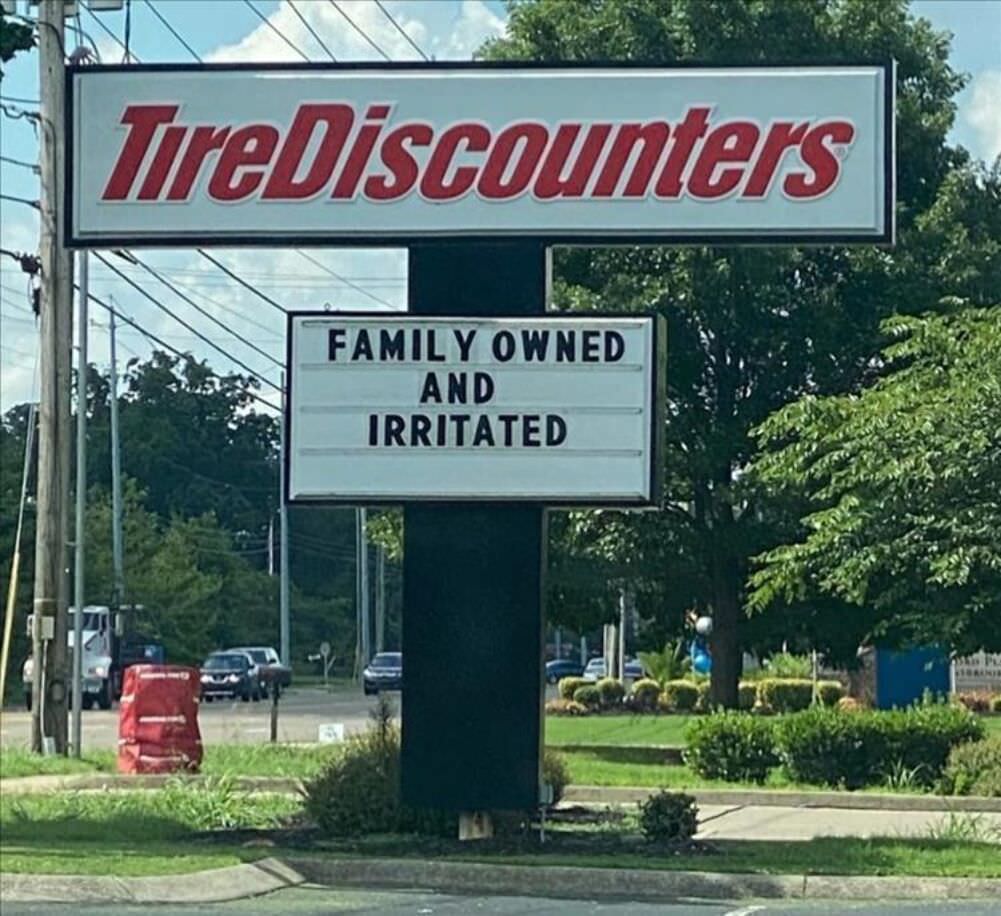 TireDiscounters
FAMILY OWNED
AND
IRRITATED